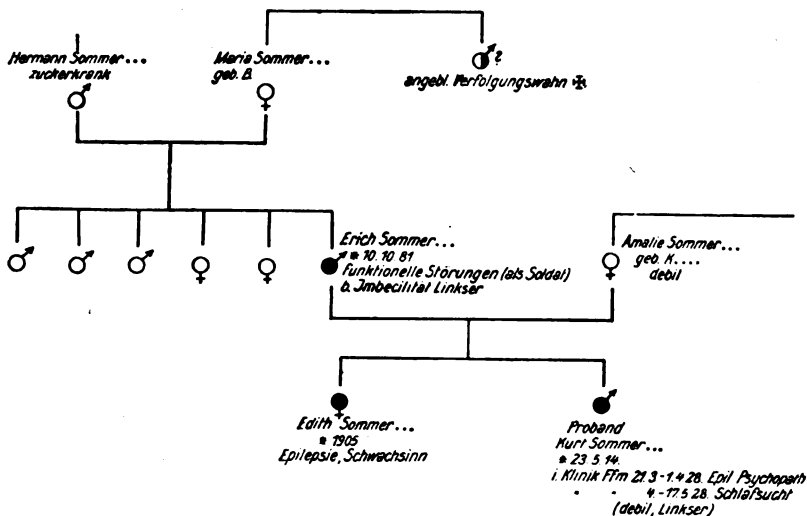 Hermann Sommer...
zuckerkrank
Maria Sommer...
geb. B.
?
angebl. Verfolgungswahn ✠
Erich Sommer...
* 10.10.81
Funktionelle Störungen (als Soldat)
b. Imbecilität Linkser
Amalie Sommer...
geb. K....
debil
Edith Sommer...
* 1905
Epilepsie, Schwachsinn
Proband
Kurt Sommer...
* 23.5.14.
i. Klinik Ffm 21.3-1.4.28. Epil Psychopath
" " 4.-17.5 28. Schlafsucht
(debil, Linkser)